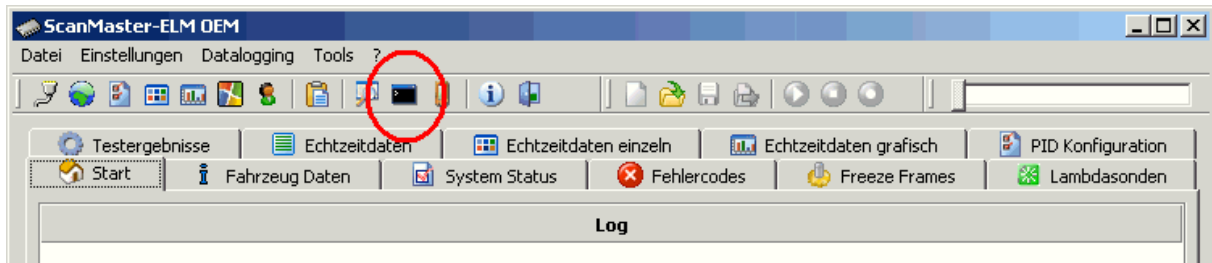 ScanMaster-ELM OEM
Datei Einstellungen Datalogging Tools ?
Testergebnisse Echtzeitdaten Echtzeitdaten einzeln Echtzeitdaten grafisch PID Konfiguration
Start Fahrzeug Daten System Status Fehlercodes Freeze Frames Lambdasonden
Log